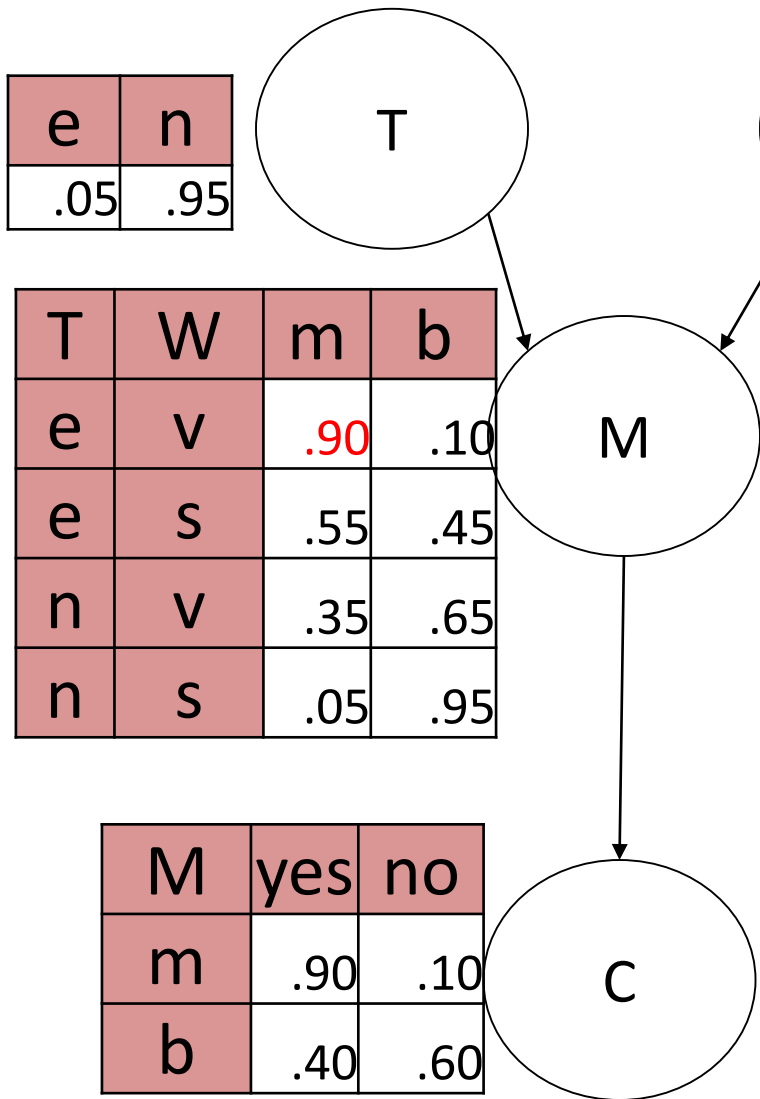 T
e n
.05 .95
T W m b
e v .90 .10
e s .55 .45
n v .35 .65
n s .05 .95
M
M yes no
m .90 .10
b .40 .60
C